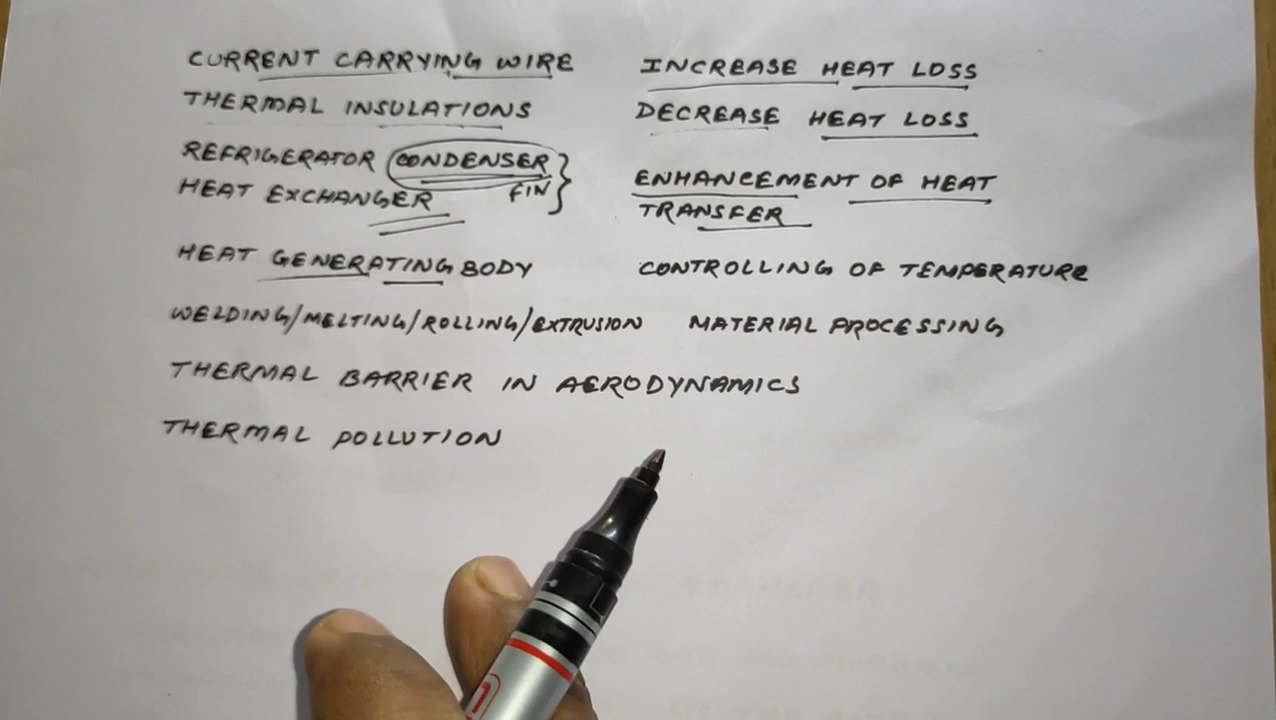 CURRENT CARRYING WIRE INCREASE HEAT LOSS
THERMAL INSULATIONS DECREASE HEAT LOSS
REFRIGERATOR CONDENSER
HEAT EXCHANGER FIN
ENHANCEMENT OF HEAT
TRANSFER
HEAT GENERATING BODY CONTROLLING OF TEMPERATURE
WELDING/MELTING/ROLLING/EXTRUSION MATERIAL PROCESSING
THERMAL BARRIER IN AERODYNAMICS
THERMAL POLLUTION
1